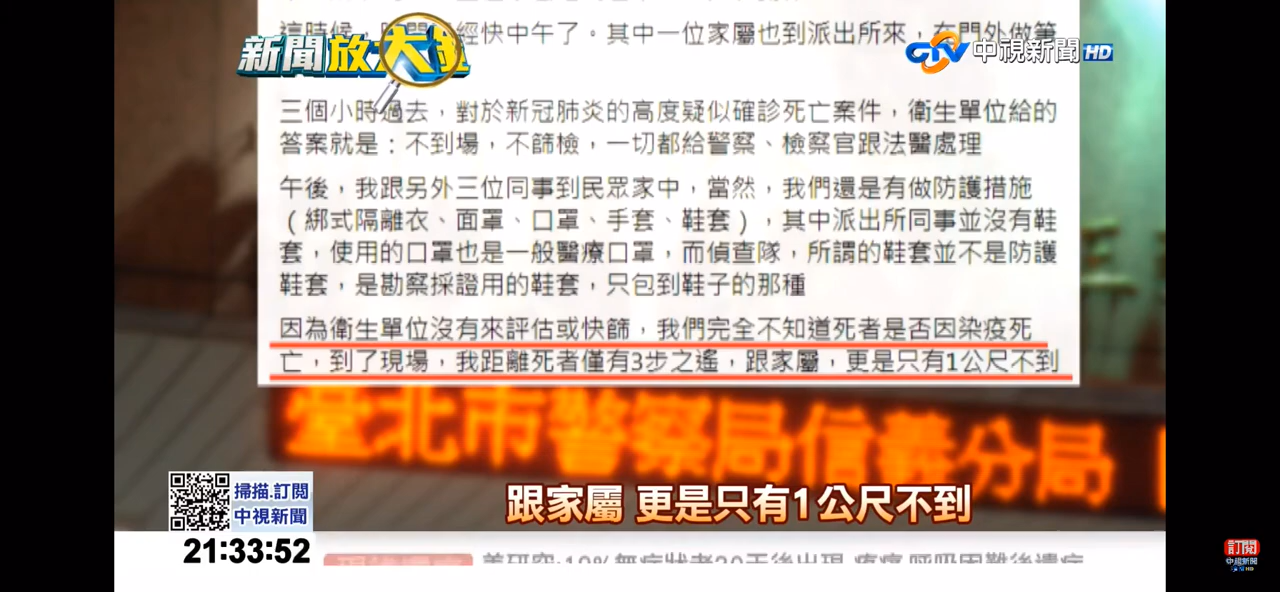 經快中午了。其中一位家屬也到派出所來，在門外做筆
新聞放大鏡
CTV中視新聞HD
三個小時過去，對於新冠肺炎的高度疑似確診死亡案件，衛生單位給的
答案就是：不到場，不篩檢，一切都給警察、檢察官跟法醫處理
午後，我跟另外三位同事到民眾家中，當然，我們還是有做防護措施
（綁式隔離衣、面罩、口罩、手套、鞋套），其中派出所同事並沒有鞋
套，使用的口罩也是一般醫療口罩，而偵查隊，所謂的鞋套並不是防護
鞋套，是勘察採證用的鞋套，只包到鞋子的那種
因為衛生單位沒有來評估或快篩，我們完全不知道死者是否因染疫死
亡，到了現場，我距離死者僅有3步之遙，跟家屬，更是只有1公尺不到
臺北市警察局信義分局
跟家屬 更是只有1公尺不到
掃描.訂閱
中視新聞
21:33:52
訂閱
中視新聞